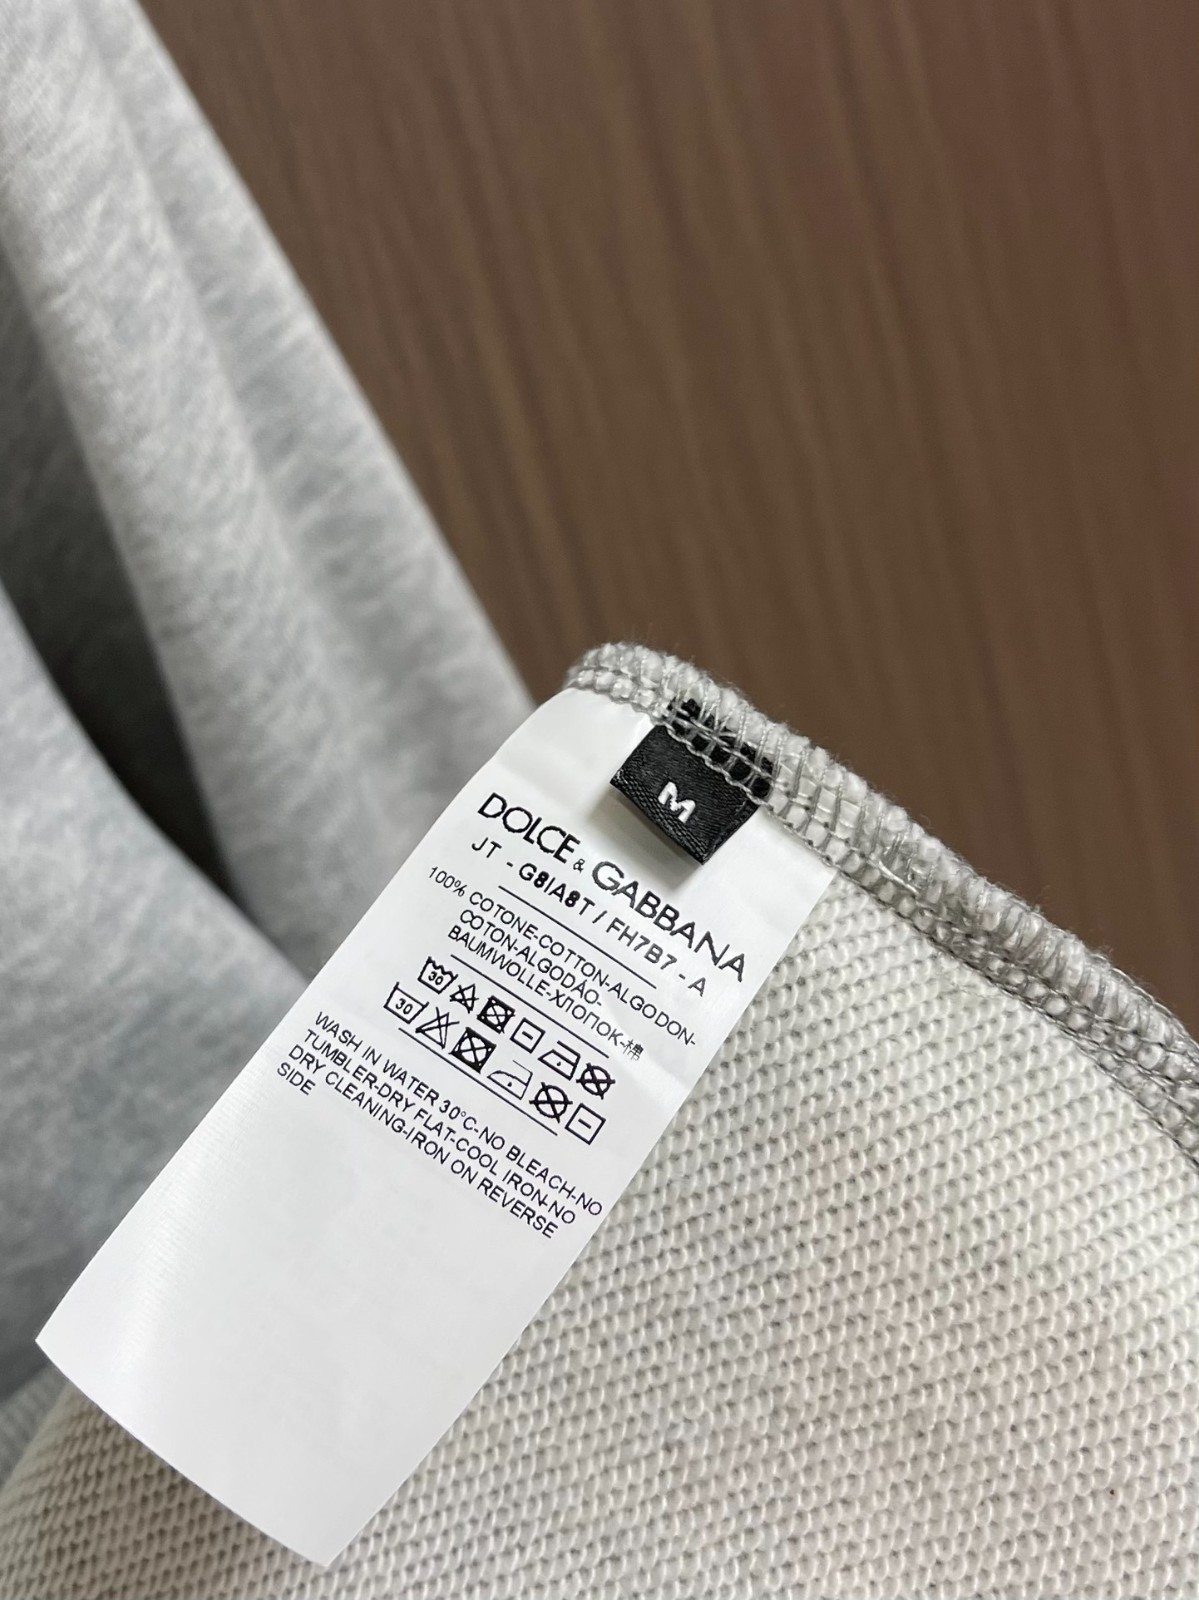 M
DOLCE & GABBANA
JT - G8IA8T / FH7B7 - A
100% COTONE-COTTON-ALGODON-
COTON-ALGODÃO-
BAUMWOLLE-ХЛОПОК-棉
30
30
WASH IN WATER 30°C-NO BLEACH-NO
TUMBLER-DRY FLAT-COOL IRON-NO
DRY CLEANING-IRON ON REVERSE
SIDE